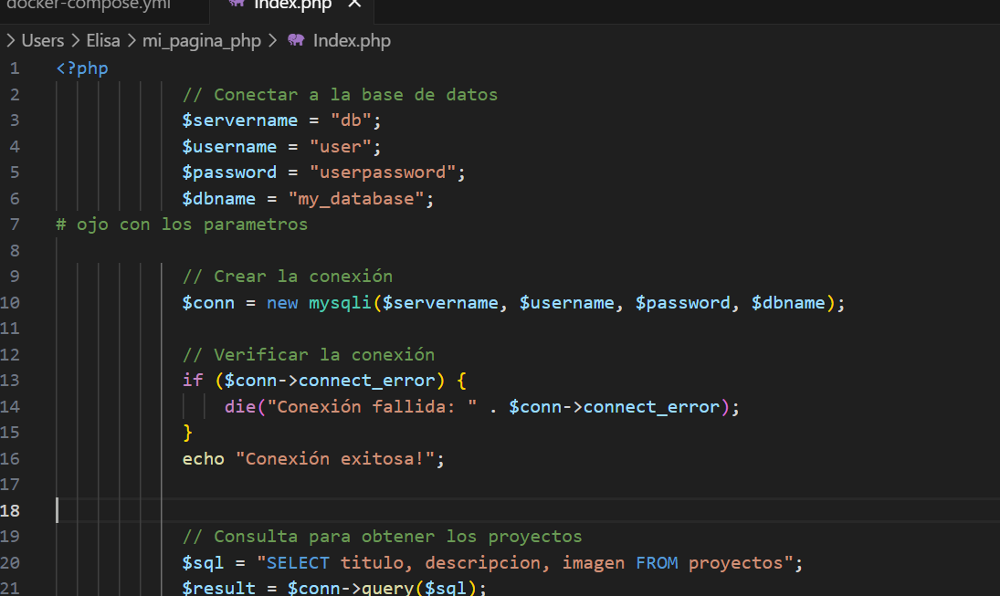 docker-compose.yml Index.php
Users > Elisa > mi_pagina_php > Index.php
1 <?php
2 // Conectar a la base de datos
3 $servername = "db";
4 $username = "user";
5 $password = "userpassword";
6 $dbname = "my_database";
7 # ojo con los parametros
8
9 // Crear la conexión
10 $conn = new mysqli($servername, $username, $password, $dbname);
11
12 // Verificar la conexión
13 if ($conn->connect_error) {
14 die("Conexión fallida: " . $conn->connect_error);
15 }
16 echo "Conexión exitosa!";
17
18
19 // Consulta para obtener los proyectos
20 $sql = "SELECT titulo, descripcion, imagen FROM proyectos";
21 $result = $conn->query($sql);